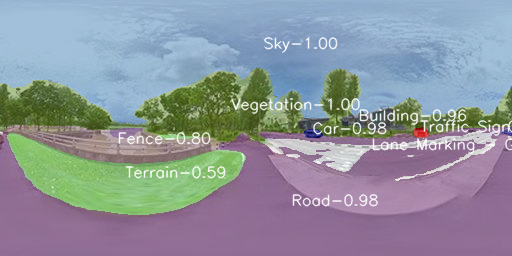 Sky-1.00
Vegetation-1.00
Building-0.96
Car-0.98
Traffic Sign
Fence-0.80
Lane Marking
Terrain-0.59
Road-0.98